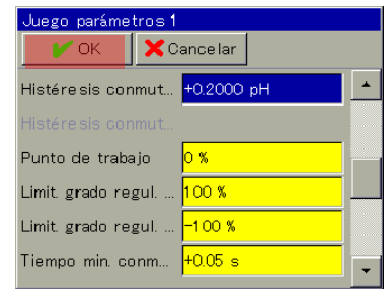 Juego parámetros 1
OK Cancelar
Histéresis conmut... +0.2000 pH
Histéresis conmut...
Punto de trabajo 0 %
Limit. grado regul. ... 100 %
Limit. grado regul. ... -100 %
Tiempo min. conm... +0.05 s